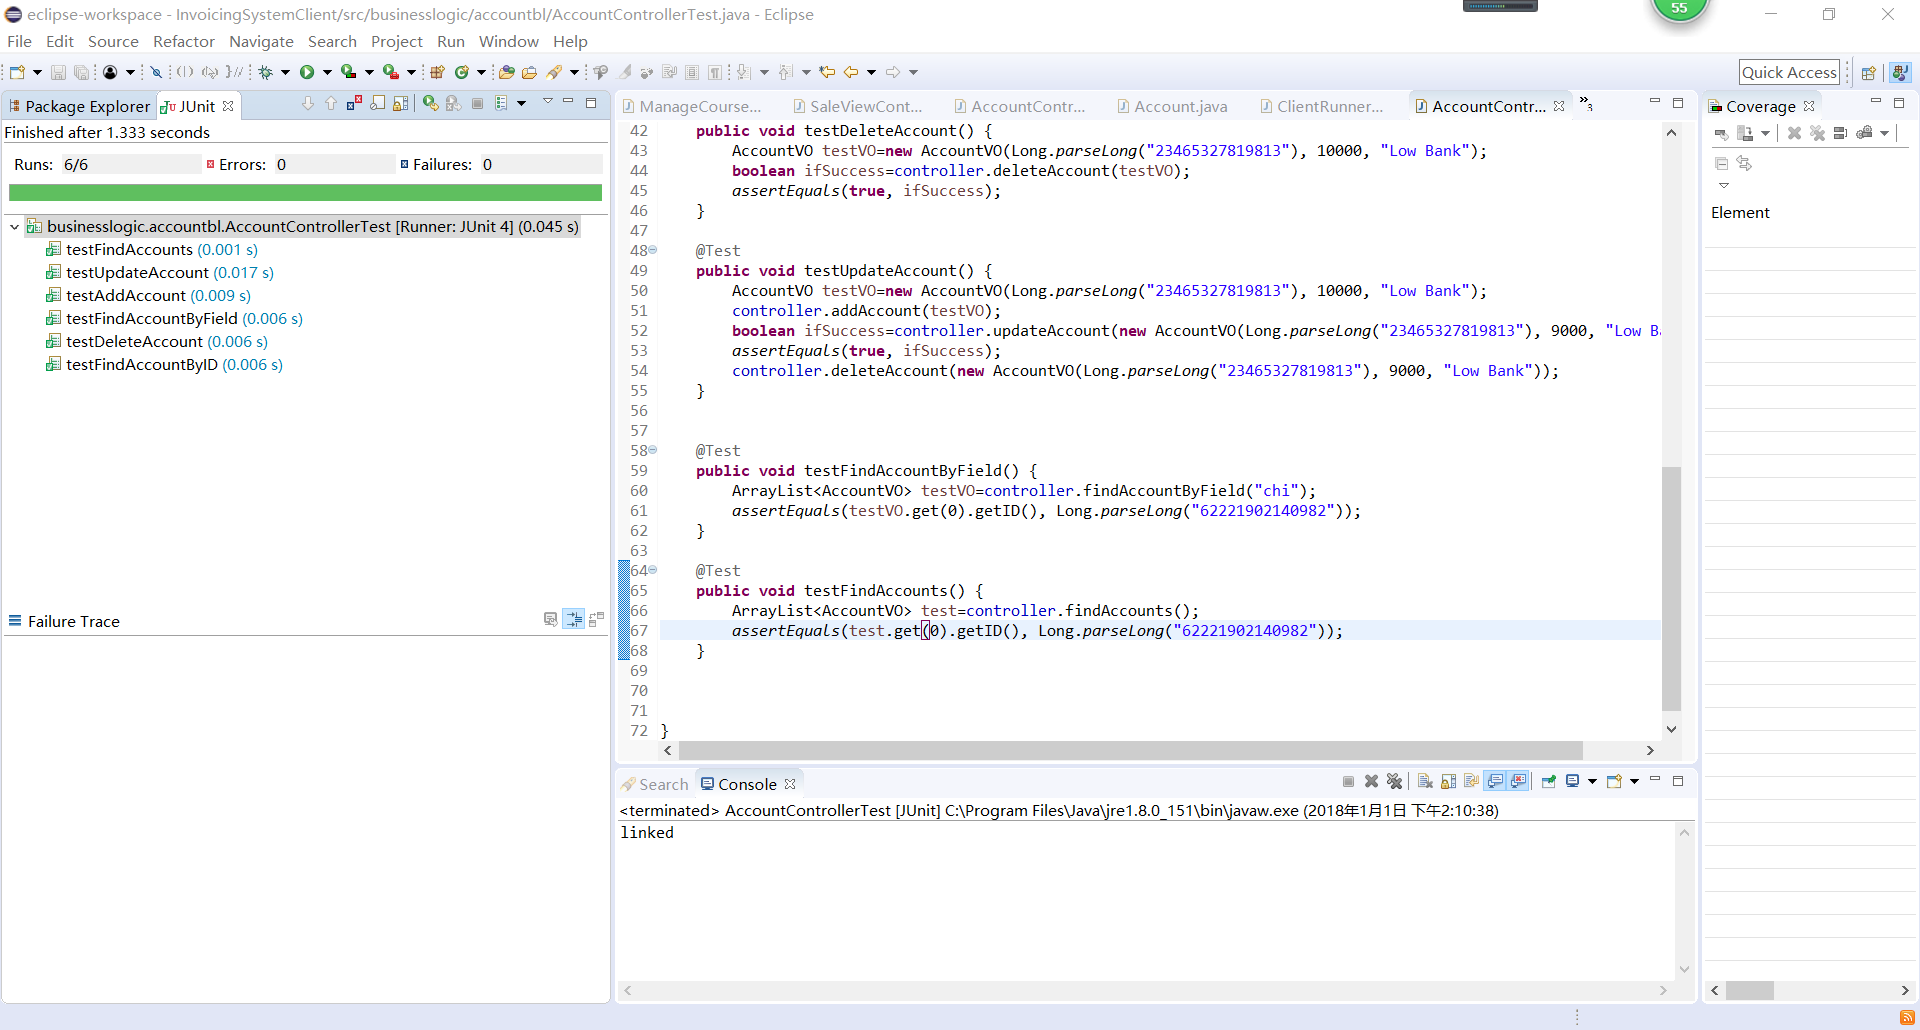 eclipse-workspace - InvoicingSystemClient/src/businesslogic/accountbl/AccountControllerTest.java - Eclipse
55
File Edit Source Refactor Navigate Search Project Run Window Help
Quick Access
Package Explorer JUnit
Finished after 1.333 seconds
Runs: 6/6 Errors: 0 Failures: 0
businesslogic.accountbl.AccountControllerTest [Runner: JUnit 4] (0.045 s)
testFindAccounts (0.001 s)
testUpdateAccount (0.017 s)
testAddAccount (0.009 s)
testFindAccountByField (0.006 s)
testDeleteAccount (0.006 s)
testFindAccountByID (0.006 s)
Failure Trace
ManageCourse... SaleViewCont... AccountContr... Account.java ClientRunner... AccountContr... »3
42 public void testDeleteAccount() {
43 AccountVO testVO=new AccountVO(Long.parseLong("23465327819813"), 10000, "Low Bank");
44 boolean ifSuccess=controller.deleteAccount(testVO);
45 assertEquals(true, ifSuccess);
46 }
47
48 @Test
49 public void testUpdateAccount() {
50 AccountVO testVO=new AccountVO(Long.parseLong("23465327819813"), 10000, "Low Bank");
51 controller.addAccount(testVO);
52 boolean ifSuccess=controller.updateAccount(new AccountVO(Long.parseLong("23465327819813"), 9000, "Low Ba
53 assertEquals(true, ifSuccess);
54 controller.deleteAccount(new AccountVO(Long.parseLong("23465327819813"), 9000, "Low Bank"));
55 }
56
57
58 @Test
59 public void testFindAccountByField() {
60 ArrayList<AccountVO> testVO=controller.findAccountByField("chi");
61 assertEquals(testVO.get(0).getID(), Long.parseLong("62221902140982"));
62 }
63
64 @Test
65 public void testFindAccounts() {
66 ArrayList<AccountVO> test=controller.findAccounts();
67 assertEquals(test.get(0).getID(), Long.parseLong("62221902140982"));
68 }
69
70
71
72 }
Search Console
<terminated> AccountControllerTest [JUnit] C:\Program Files\Java\jre1.8.0_151\bin\javaw.exe (2018年1月1日 下午2:10:38)
linked
Coverage
Element